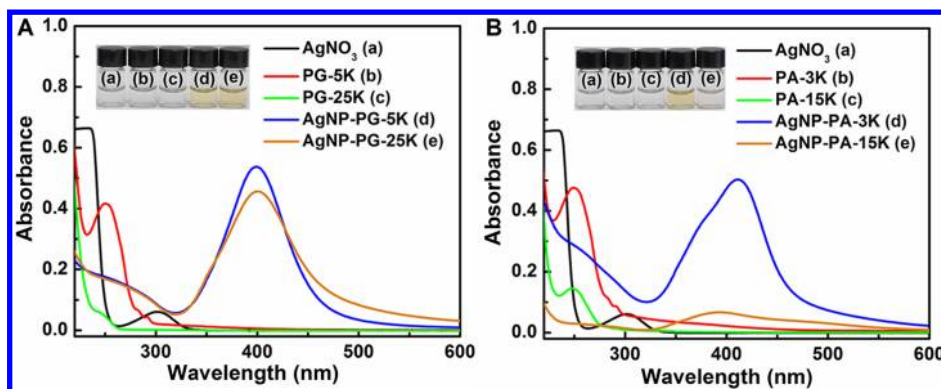 A
AgNO₃ (a)
PG-5K (b)
PG-25K (c)
AgNP-PG-5K (d)
AgNP-PG-25K (e)
(a) (b) (c) (d) (e)
1.0
0.8
0.6
0.4
0.2
0.0
Absorbance
300 400 500 600
Wavelength (nm)
B
AgNO₃ (a)
PA-3K (b)
PA-15K (c)
AgNP-PA-3K (d)
AgNP-PA-15K (e)
(a) (b) (c) (d) (e)
1.0
0.8
0.6
0.4
0.2
0.0
Absorbance
300 400 500 600
Wavelength (nm)